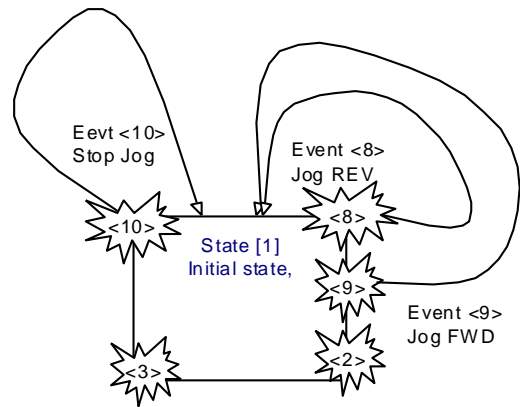 Eevt <10>
Stop Jog
Event <8>
Jog REV
<10>
<8>
State [1]
Initial state,
<9>
Event <9>
Jog FWD
<3>
<2>